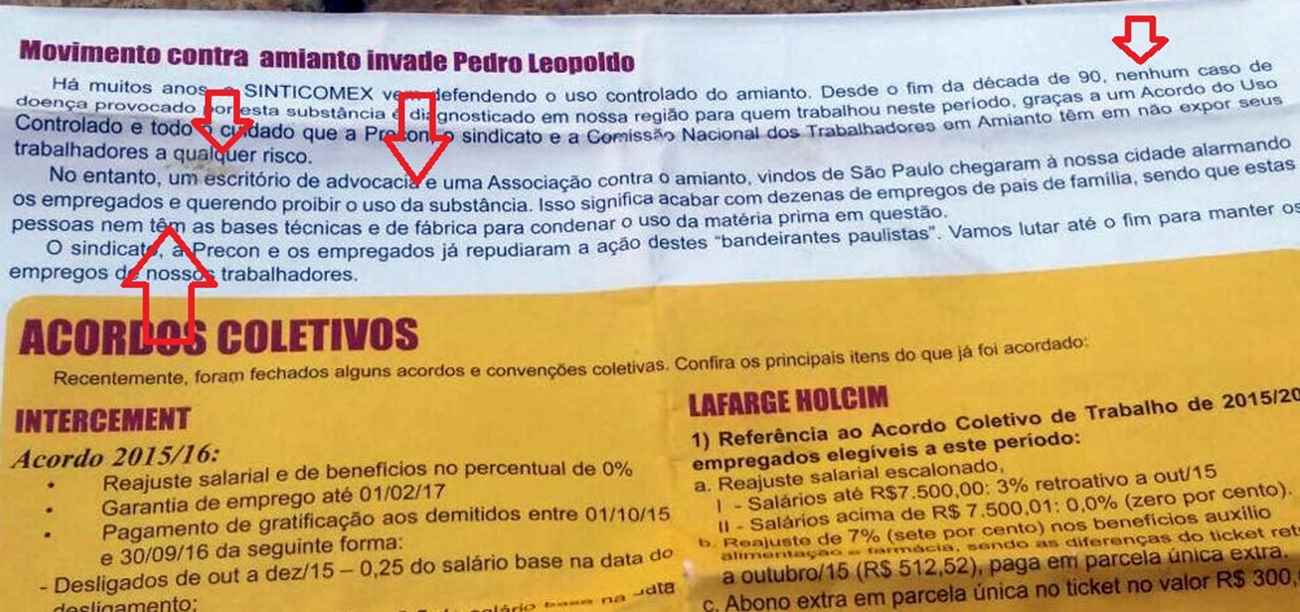 Movimento contra amianto invade Pedro Leopoldo
Há muitos anos, o SINTICOMEX vem defendendo o uso controlado do amianto. Desde o fim da década de 90, nenhum caso de
doença provocado por esta substância é diagnosticado em nossa região para quem trabalhou neste período, graças a um Acordo do Uso
Controlado e todo o cuidado que a Precon, o sindicato e a Comissão Nacional dos Trabalhadores em Amianto têm em não expor seus
trabalhadores a qualquer risco.
No entanto, um escritório de advocacia e uma Associação contra o amianto, vindos de São Paulo chegaram à nossa cidade alarmando
os empregados e querendo proibir o uso da substância. Isso significa acabar com dezenas de empregos de pais de família, sendo que estas
pessoas nem têm as bases técnicas e de fábrica para condenar o uso da matéria prima em questão.
O sindicato, a Precon e os empregados já repudiaram a ação destes “bandeirantes paulistas”. Vamos lutar até o fim para manter os
empregos de nossos trabalhadores.
ACORDOS COLETIVOS
Recentemente, foram fechados alguns acordos e convenções coletivas. Confira os principais itens do que já foi acordado:
INTERCEMENT
Acordo 2015/16:
• Reajuste salarial e de beneficios no percentual de 0%
• Garantia de emprego até 01/02/17
• Pagamento de gratificação aos demitidos entre 01/10/15
e 30/09/16 da seguinte forma:
- Desligados de out a dez/15 – 0,25 do salário base na data do
desligamento;
salário base na data
LAFARGE HOLCIM
1) Referência ao Acordo Coletivo de Trabalho de 2015/20
empregados elegíveis a este período:
a. Reajuste salarial escalonado,
I - Salários até R$7.500,00: 3% retroativo a out/15
II - Salários acima de R$ 7.500,01: 0,0% (zero por cento).
b. Reajuste de 7% (sete por cento) nos benefícios auxílio
alimentação e farmácia, sendo as diferenças do ticket
a outubro/15 (R$ 512,52), paga em parcela única extra.
c. Abono extra em parcela única no ticket no valor R$ 300,